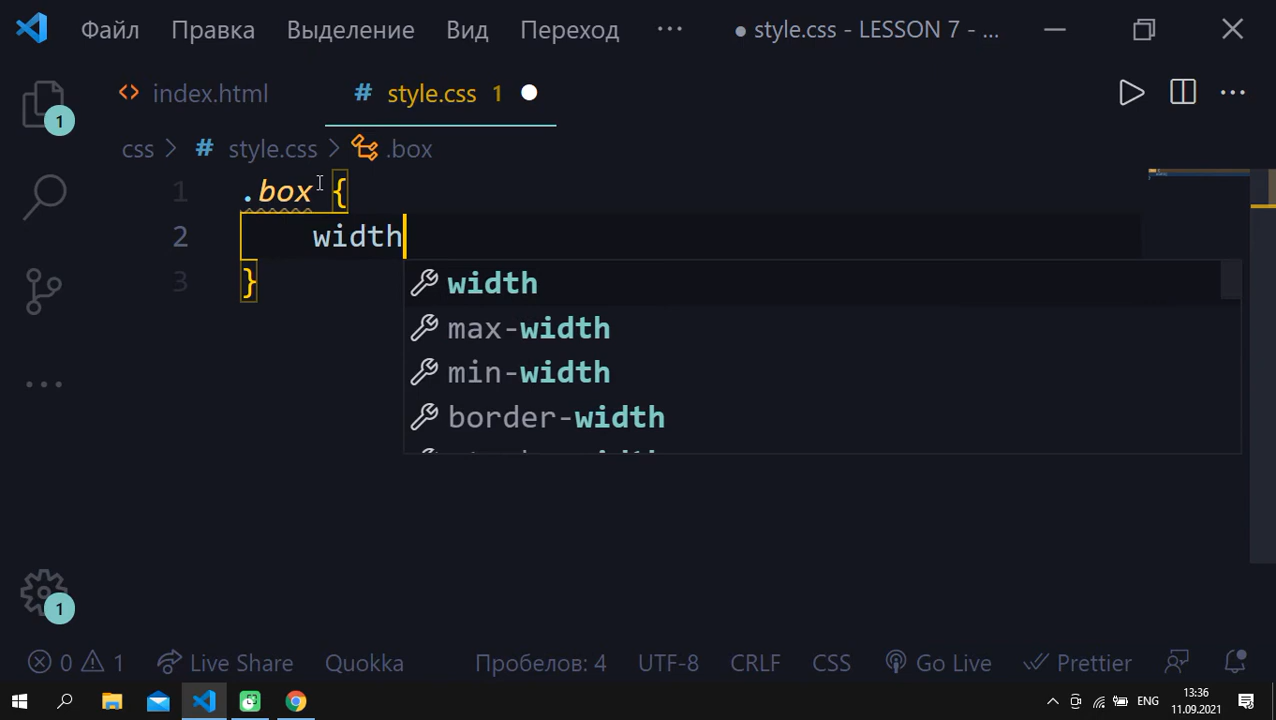 Файл Правка Выделение Вид Переход ··· ● style.css - LESSON 7 - ...
index.html # style.css 1
1
css > # style.css > .box
1 .box {
2 width
3 }
width
max-width
min-width
border-width
1
0 1 Live Share Quokka Пробелов: 4 UTF-8 CRLF CSS Go Live Prettier
ENG 13:36
11.09.2021